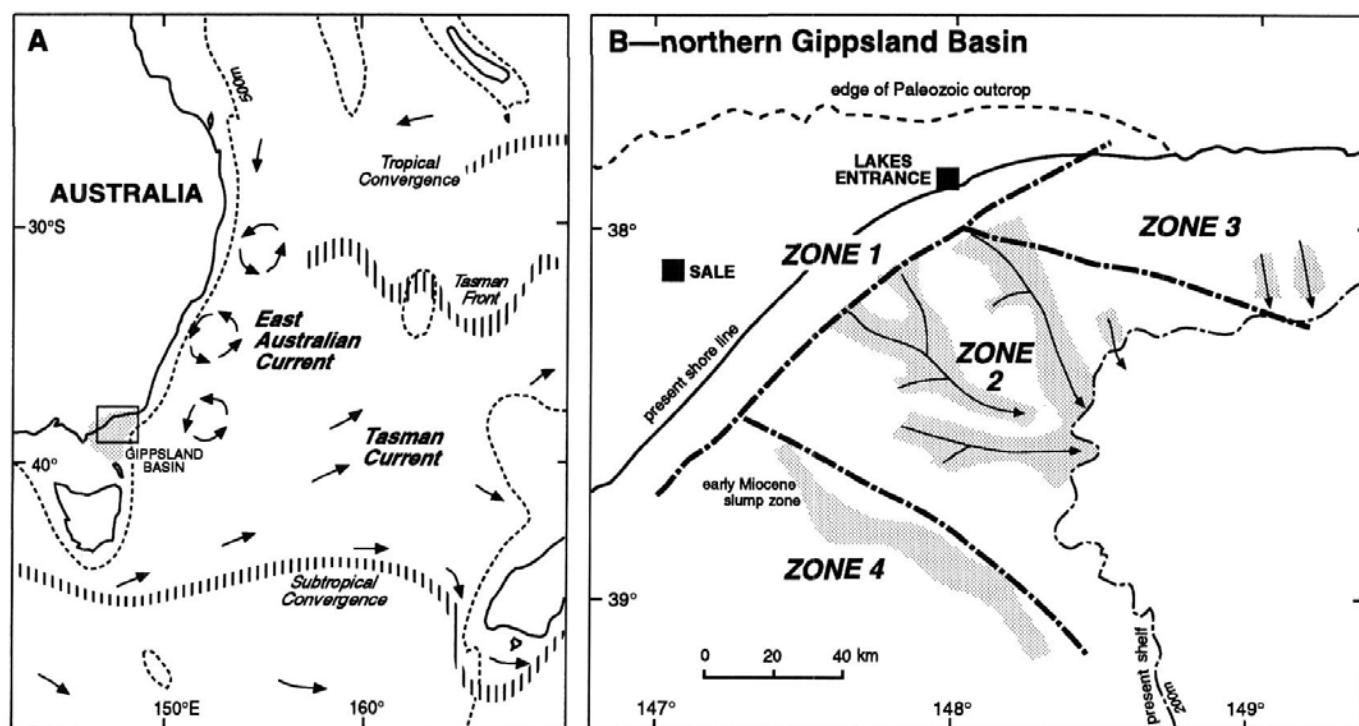 A
500m
AUSTRALIA
Tropical
Convergence
30°S
Tasman
Front
East
Australian
Current
GIPPSLAND
BASIN
Tasman
Current
40°
Subtropical
Convergence
150°E
160°
B—northern Gippsland Basin
edge of Paleozoic outcrop
LAKES
ENTRANCE
38°
ZONE 1
ZONE 3
SALE
present shore line
ZONE
2
early Miocene
slump zone
ZONE 4
39°
0 20 40 km
present shelf
200m
147°
148°
149°